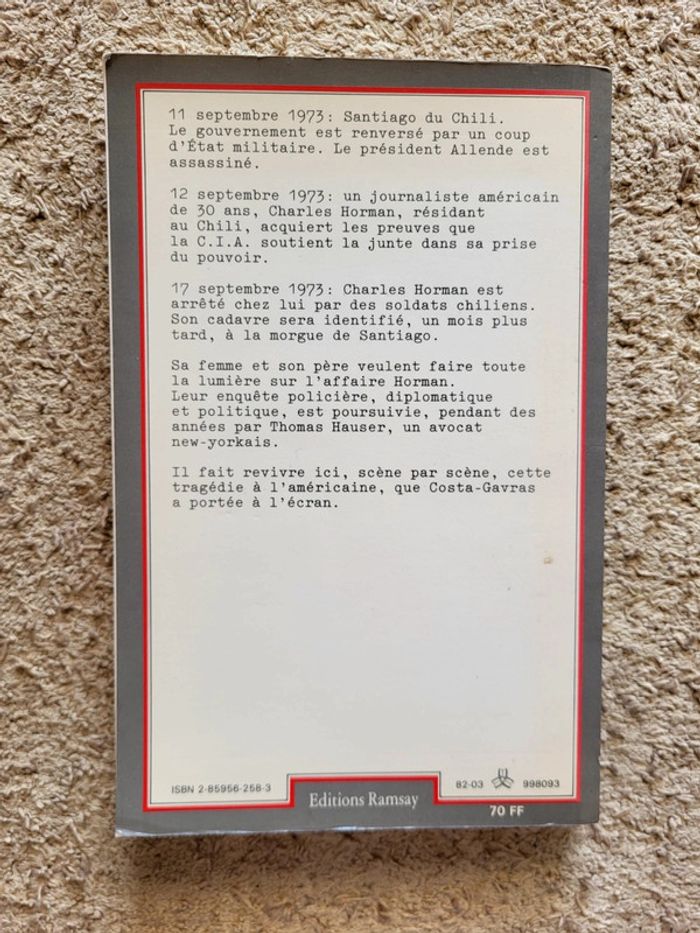 11 septembre 1973: Santiago du Chili.
Le gouvernement est renversé par un coup
d'État militaire. Le président Allende est
assassiné.
12 septembre 1973: un journaliste américain
de 30 ans, Charles Horman, résidant
au Chili, acquiert les preuves que
la C.I.A. soutient la junte dans sa prise
du pouvoir.
17 septembre 1973: Charles Horman est
arrêté chez lui par des soldats chiliens.
Son cadavre sera identifié, un mois plus
tard, à la morgue de Santiago.
Sa femme et son père veulent faire toute
la lumière sur l'affaire Horman.
Leur enquête policière, diplomatique
et politique, est poursuivie, pendant des
années par Thomas Hauser, un avocat
new-yorkais.
Il fait revivre ici, scène par scène, cette
tragédie à l'américaine, que Costa-Gavras
a portée à l'écran.
ISBN 2-85956-258-3
Editions Ramsay
82-03 998093
70 FF